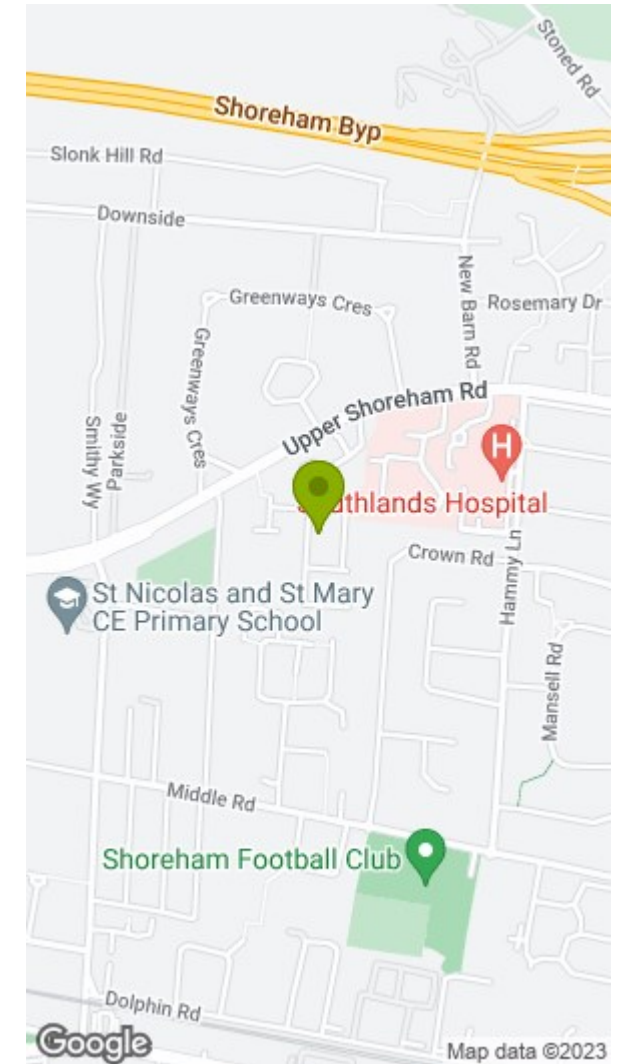 Stoned Rd
Shoreham Byp
Slonk Hill Rd
Downside
New Barn Rd
Greenways Cres
Rosemary Dr
Greenways Cres
Upper Shoreham Rd
Smithy Wy
Parkside
H
Southlands Hospital
Crown Rd
Hammy Ln
St Nicolas and St Mary
CE Primary School
Mansell Rd
Middle Rd
Shoreham Football Club
Dolphin Rd
Google
Map data ©2023